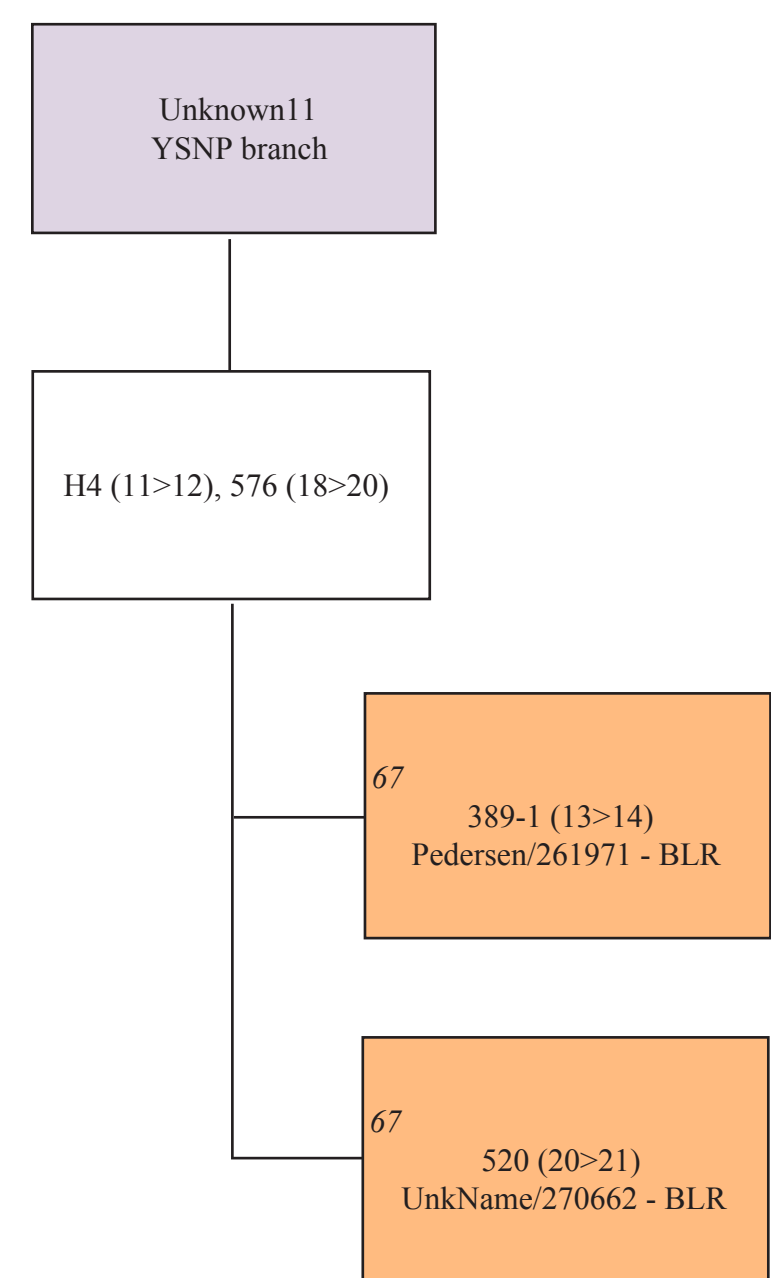 Unknown11
YSNP branch
H4 (11>12), 576 (18>20)
67
389-1 (13>14)
Pedersen/261971 - BLR
67
520 (20>21)
UnkName/270662 - BLR